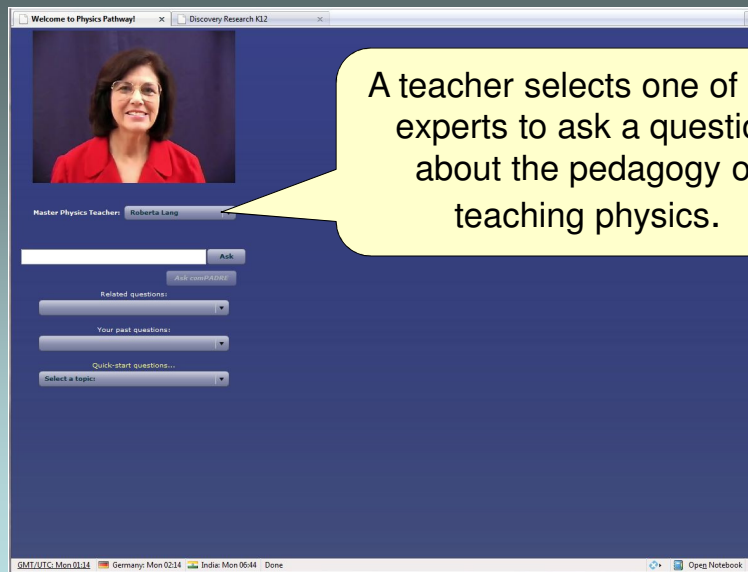 Welcome to Physics Pathway! × Discovery Research K12 ×
A teacher selects one of
experts to ask a questio
about the pedagogy o
teaching physics.
Master Physics Teacher: Roberta Lang
Ask
Ask comPADRE
Related questions:
Your past questions:
Quick-start questions...
Select a topic:
GMT/UTC: Mon 01:14 Germany: Mon 02:14 India: Mon 06:44 Done Open Notebook